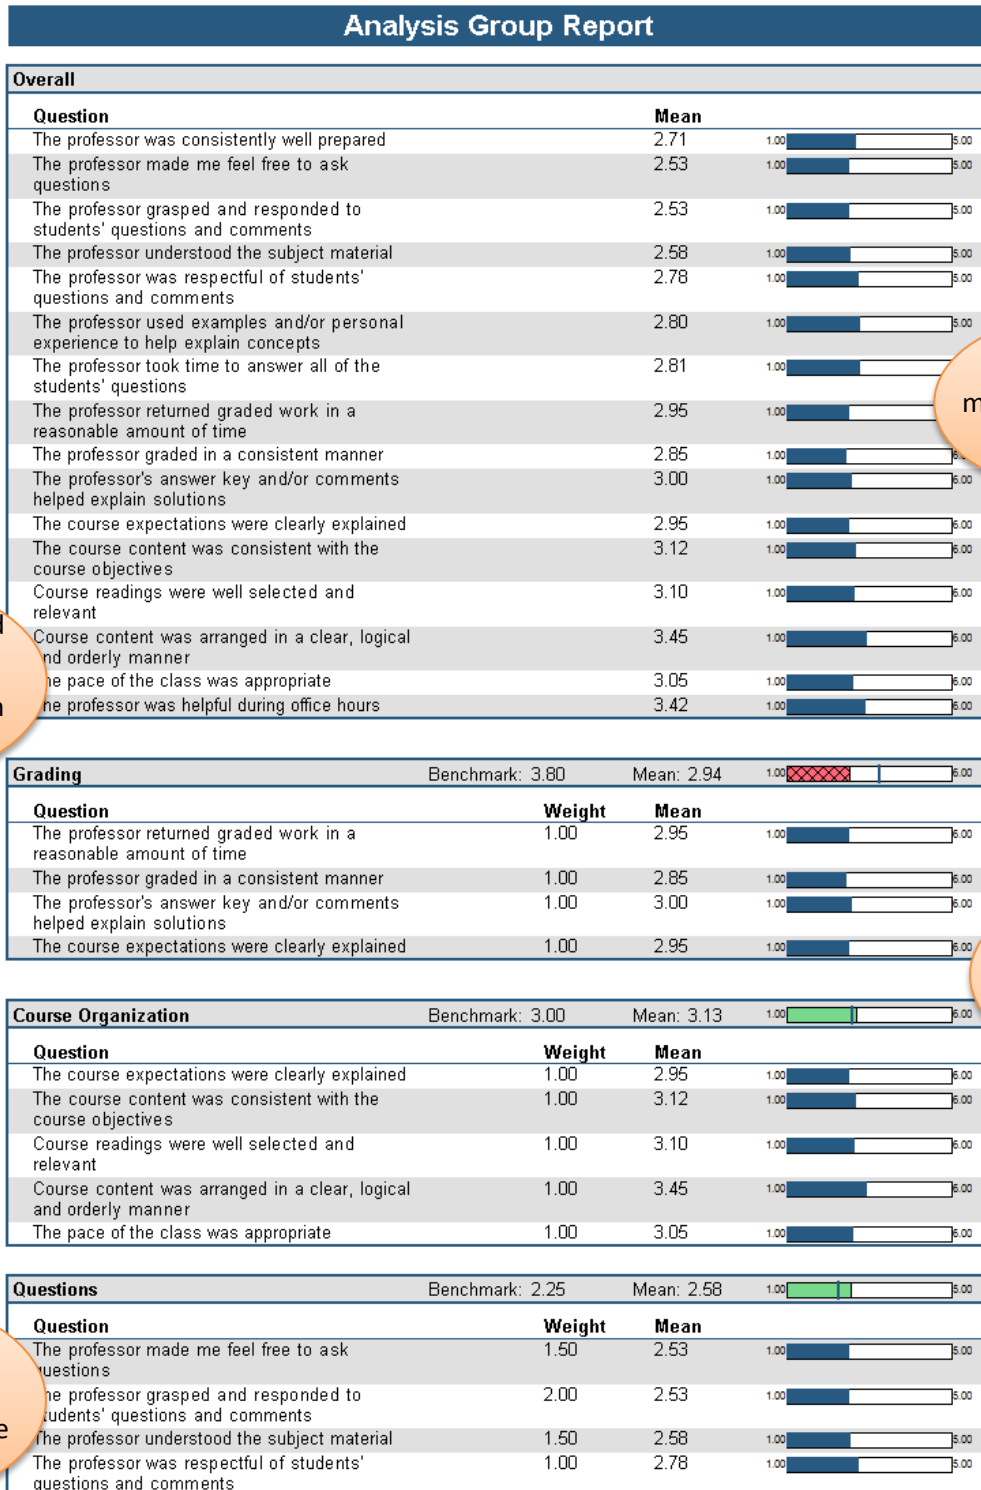 Analysis Group Report
Overall
Question Mean
The professor was consistently well prepared 2.71 1.00 5.00
The professor made me feel free to ask 2.53 1.00 5.00
questions
The professor grasped and responded to 2.53 1.00 5.00
students' questions and comments
The professor understood the subject material 2.58 1.00 5.00
The professor was respectful of students' 2.78 1.00 5.00
questions and comments
The professor used examples and/or personal 2.80 1.00 5.00
experience to help explain concepts
The professor took time to answer all of the 2.81 1.00
students' questions
The professor returned graded work in a 2.95 1.00
reasonable amount of time
The professor graded in a consistent manner 2.85 1.00
The professor's answer key and/or comments 3.00 1.00 6.00
helped explain solutions
The course expectations were clearly explained 2.95 1.00 6.00
The course content was consistent with the 3.12 1.00 6.00
course objectives
Course readings were well selected and 3.10 1.00 6.00
relevant
Course content was arranged in a clear, logical 3.45 1.00 6.00
orderly manner
pace of the class was appropriate 3.05 1.00 6.00
professor was helpful during office hours 3.42 1.00 6.00
Grading Benchmark: 3.80 Mean: 2.94 1.00 6.00
Question Weight Mean
The professor returned graded work in a 1.00 2.95 1.00 6.00
reasonable amount of time
The professor graded in a consistent manner 1.00 2.85 1.00 6.00
The professor's answer key and/or comments 1.00 3.00 1.00 6.00
helped explain solutions
The course expectations were clearly explained 1.00 2.95 1.00 6.00
Course Organization Benchmark: 3.00 Mean: 3.13 1.00 6.00
Question Weight Mean
The course expectations were clearly explained 1.00 2.95 1.00 6.00
The course content was consistent with the 1.00 3.12 1.00 6.00
course objectives
Course readings were well selected and 1.00 3.10 1.00 6.00
relevant
Course content was arranged in a clear, logical 1.00 3.45 1.00 6.00
and orderly manner
The pace of the class was appropriate 1.00 3.05 1.00 6.00
Questions Benchmark: 2.25 Mean: 2.58 1.00 5.00
Question Weight Mean
The professor made me feel free to ask 1.50 2.53 1.00 5.00
questions
professor grasped and responded to 2.00 2.53 1.00 5.00
students' questions and comments
The professor understood the subject material 1.50 2.58 1.00 5.00
The professor was respectful of students' 1.00 2.78 1.00 5.00
questions and comments